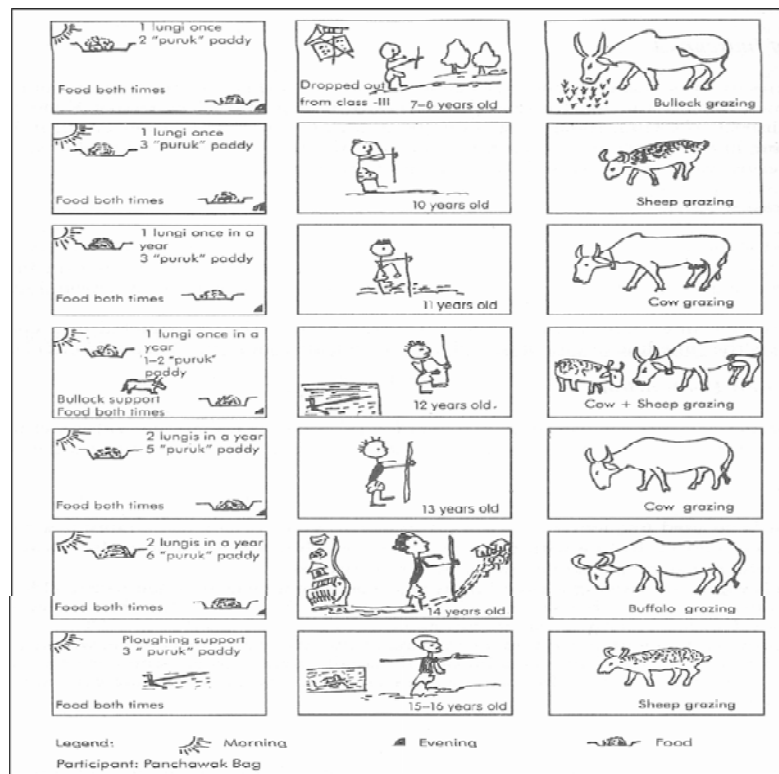 1 lungi once
2 "puruk" paddy
Food both times
Dropped out
from class -III
7–8 years old
Bullock grazing
1 lungi once
3 "puruk" paddy
Food both times
10 years old
Sheep grazing
1 lungi once in a
year
3 "puruk" paddy
Food both times
11 years old
Cow grazing
1 lungi once in a
year
1–2 "puruk"
paddy
Bullock support
Food both times
12 years old.
Cow + Sheep grazing
2 lungis in a year
5 "puruk" paddy
Food both times
13 years old
Cow grazing
2 lungis in a year
6 "puruk" paddy
Food both times
14 years old
Buffalo grazing
Ploughing support
3 " puruk" paddy
Food both times
15–16 years old
Sheep grazing
Legend: Morning Evening Food
Participant: Panchawak Bag